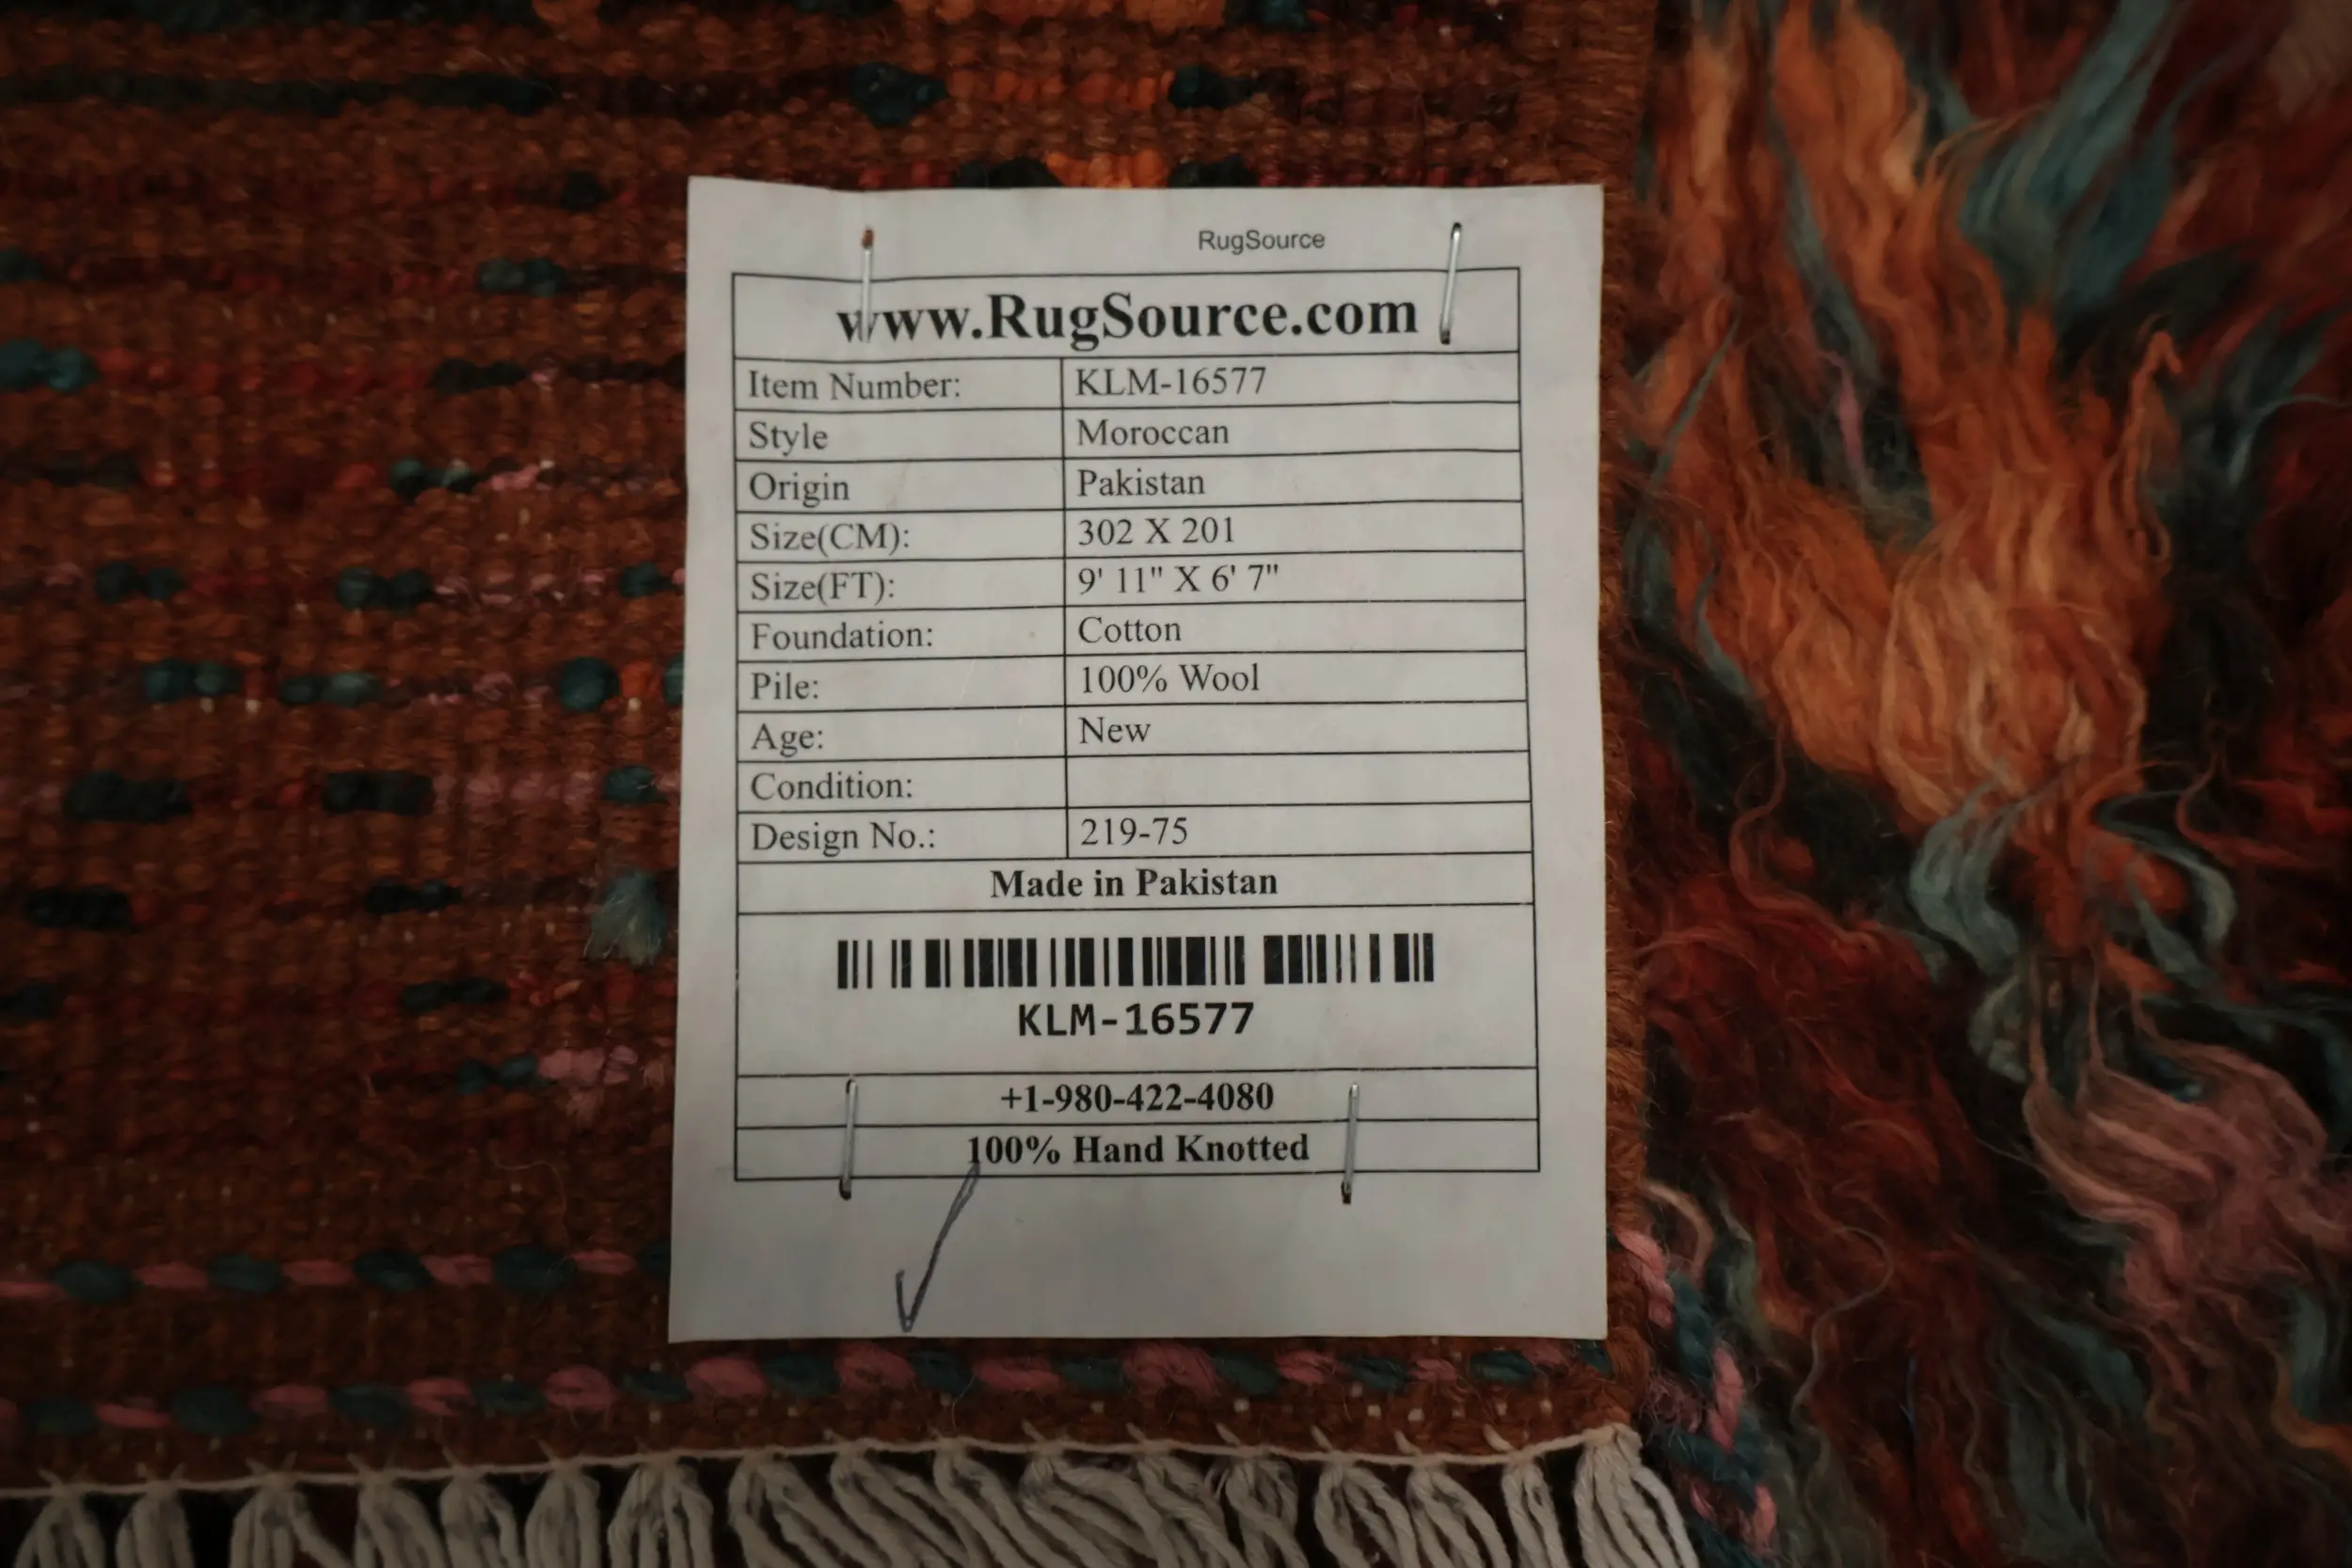 RugSource
www.RugSource.com
Item Number: KLM-16577
Style Moroccan
Origin Pakistan
Size(CM): 302 X 201
Size(FT): 9' 11" X 6' 7"
Foundation: Cotton
Pile: 100% Wool
Age: New
Condition:
Design No.: 219-75
Made in Pakistan
KLM-16577
+1-980-422-4080
100% Hand Knotted